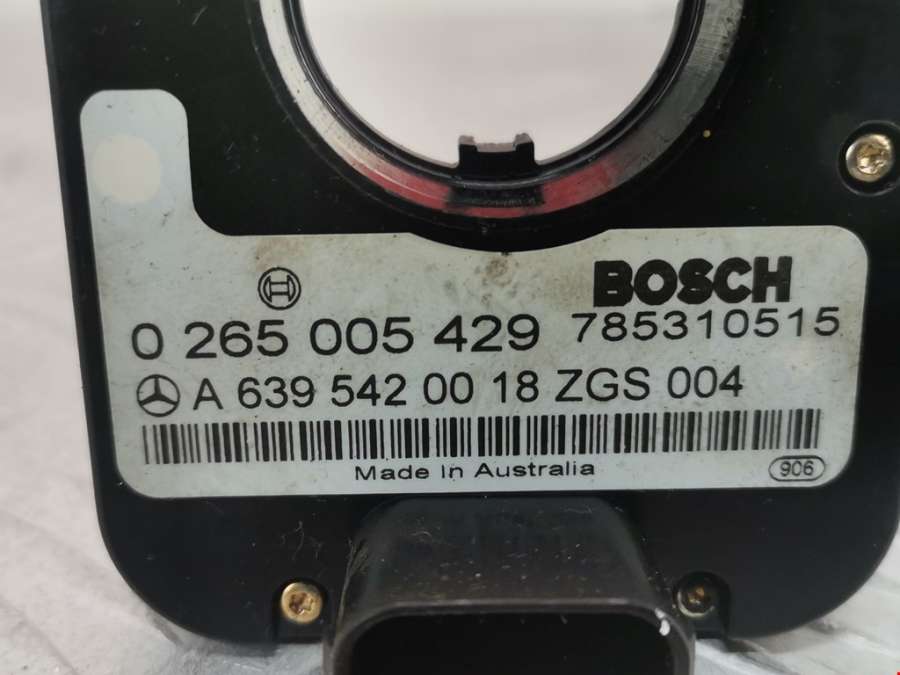 BOSCH
0 265 005 429 785310515
A 639 542 00 18 ZGS 004
Made in Australia
906